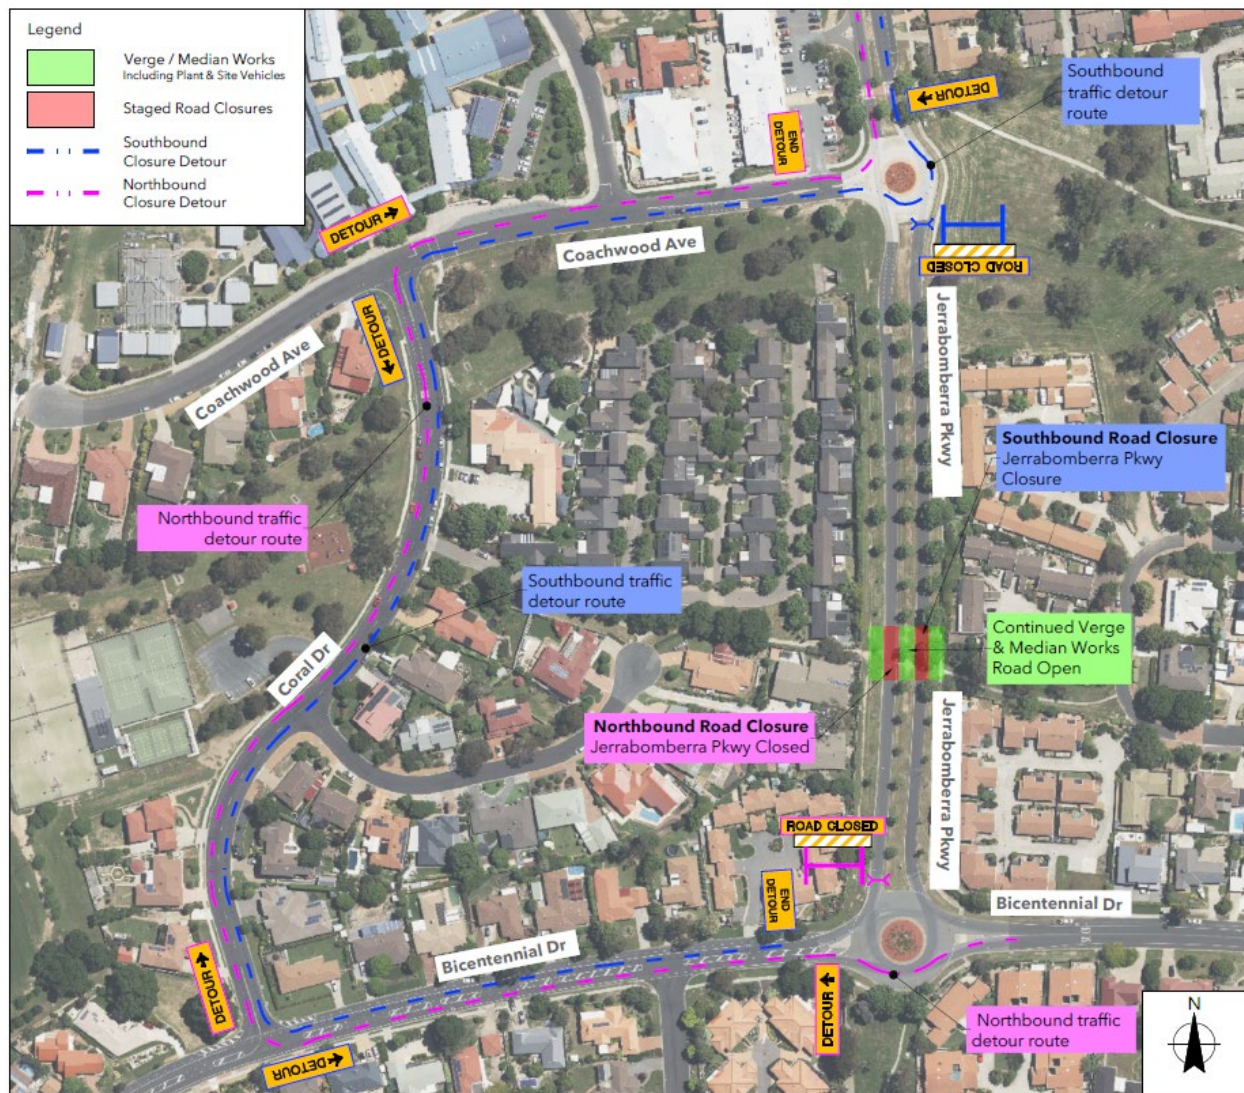 Legend
Verge / Median Works
Including Plant & Site Vehicles
Staged Road Closures
Southbound
Closure Detour
Northbound
Closure Detour
DETOUR
Southbound
traffic detour
route
END
DETOUR
DETOUR
Coachwood Ave
ROAD CLOSED
DETOUR
Jerrabomberra Pkwy
Coachwood Ave
Southbound Road Closure
Jerrabomberra Pkwy
Closure
Northbound traffic
detour route
Southbound traffic
detour route
Continued Verge
& Median Works
Road Open
Coral Dr
Northbound Road Closure
Jerrabomberra Pkwy Closed
Jerrabomberra Pkwy
ROAD CLOSED
END
DETOUR
Bicentennial Dr
Bicentennial Dr
DETOUR
DETOUR
DETOUR
Northbound traffic
detour route
N